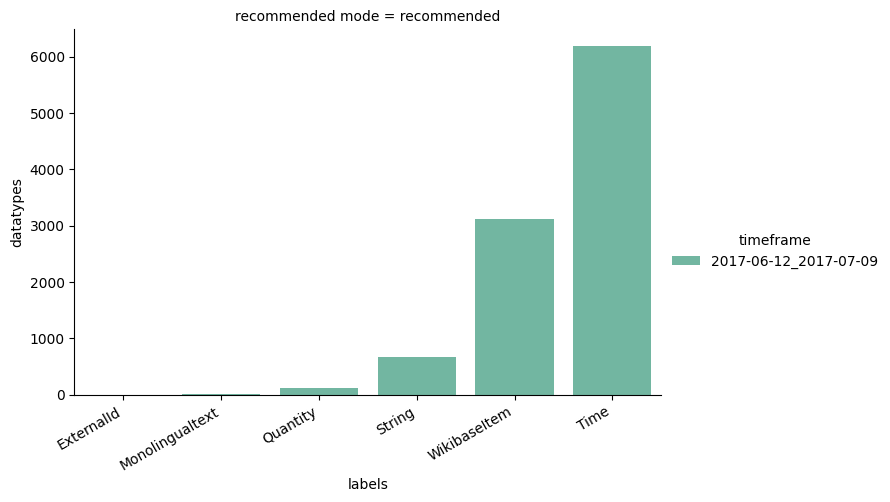 recommended mode = recommended
6000
5000
4000
3000
2000
1000
0
datatypes
ExternalId
Monolingualtext
Quantity
String
WikibaseItem
Time
labels
timeframe
2017-06-12_2017-07-09